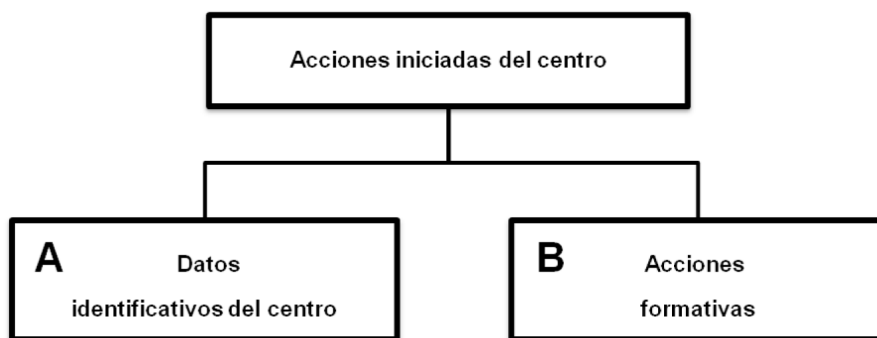 Acciones iniciadas del centro
A Datos
identificativos del centro
B Acciones
formativas